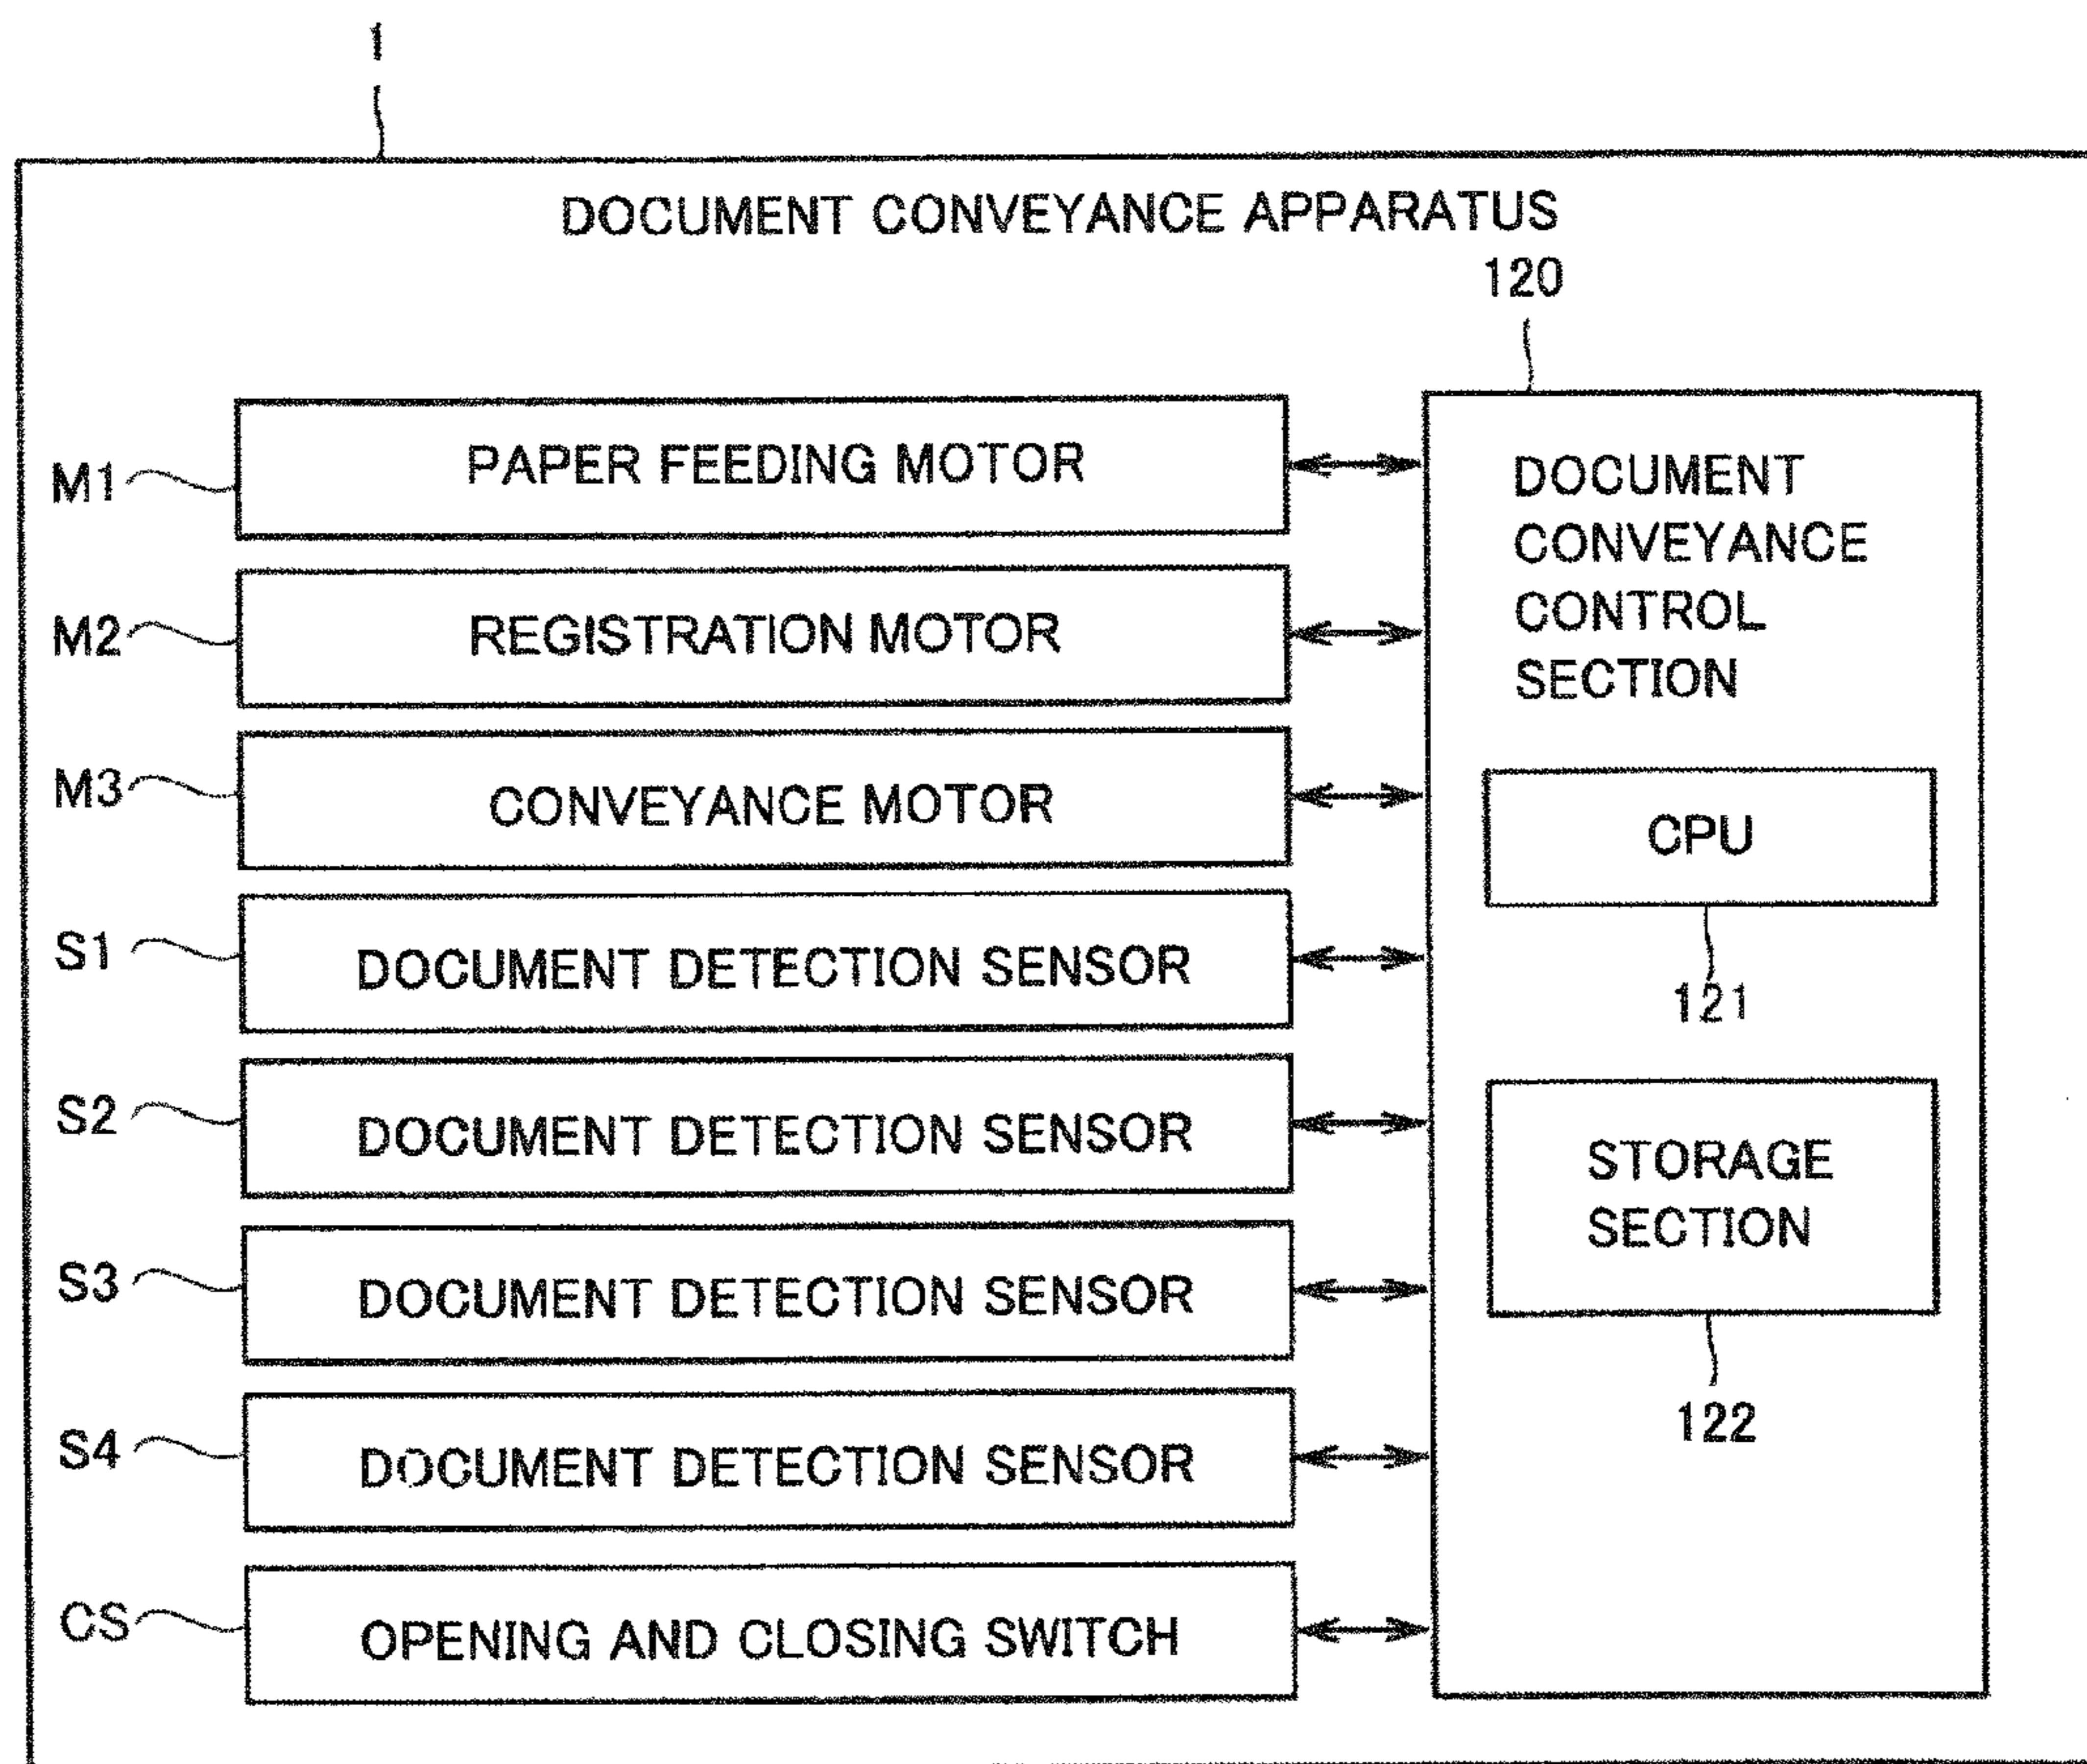 1
DOCUMENT CONVEYANCE APPARATUS
120
M1 PAPER FEEDING MOTOR
M2 REGISTRATION MOTOR
M3 CONVEYANCE MOTOR
S1 DOCUMENT DETECTION SENSOR
S2 DOCUMENT DETECTION SENSOR
S3 DOCUMENT DETECTION SENSOR
S4 DOCUMENT DETECTION SENSOR
CS OPENING AND CLOSING SWITCH
DOCUMENT
CONVEYANCE
CONTROL
SECTION
CPU
121
STORAGE
SECTION
122